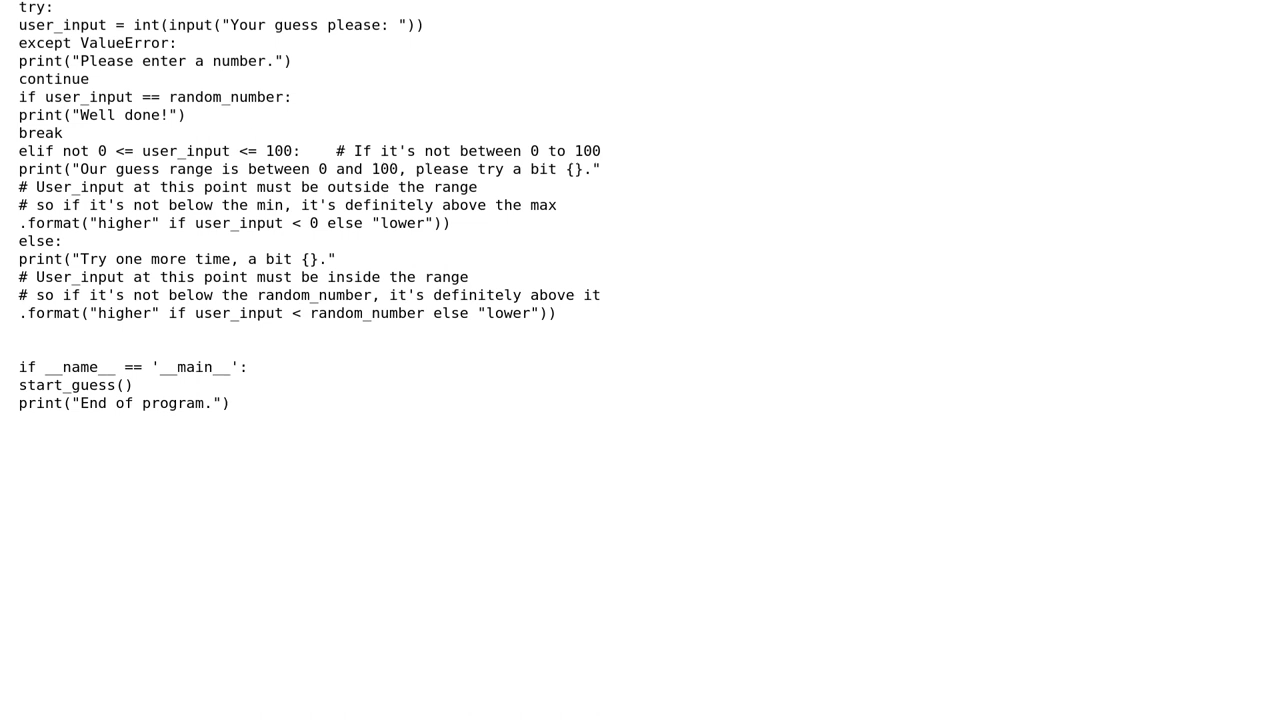 try:
user_input = int(input("Your guess please: "))
except ValueError:
print("Please enter a number.")
continue
if user_input == random_number:
print("Well done!")
break
elif not 0 <= user_input <= 100:    # If it's not between 0 to 100
print("Our guess range is between 0 and 100, please try a bit {}."
# User_input at this point must be outside the range
# so if it's not below the min, it's definitely above the max
.format("higher" if user_input < 0 else "lower"))
else:
print("Try one more time, a bit {}."
# User_input at this point must be inside the range
# so if it's not below the random_number, it's definitely above it
.format("higher" if user_input < random_number else "lower"))
if __name__ == '__main__':
start_guess()
print("End of program.")